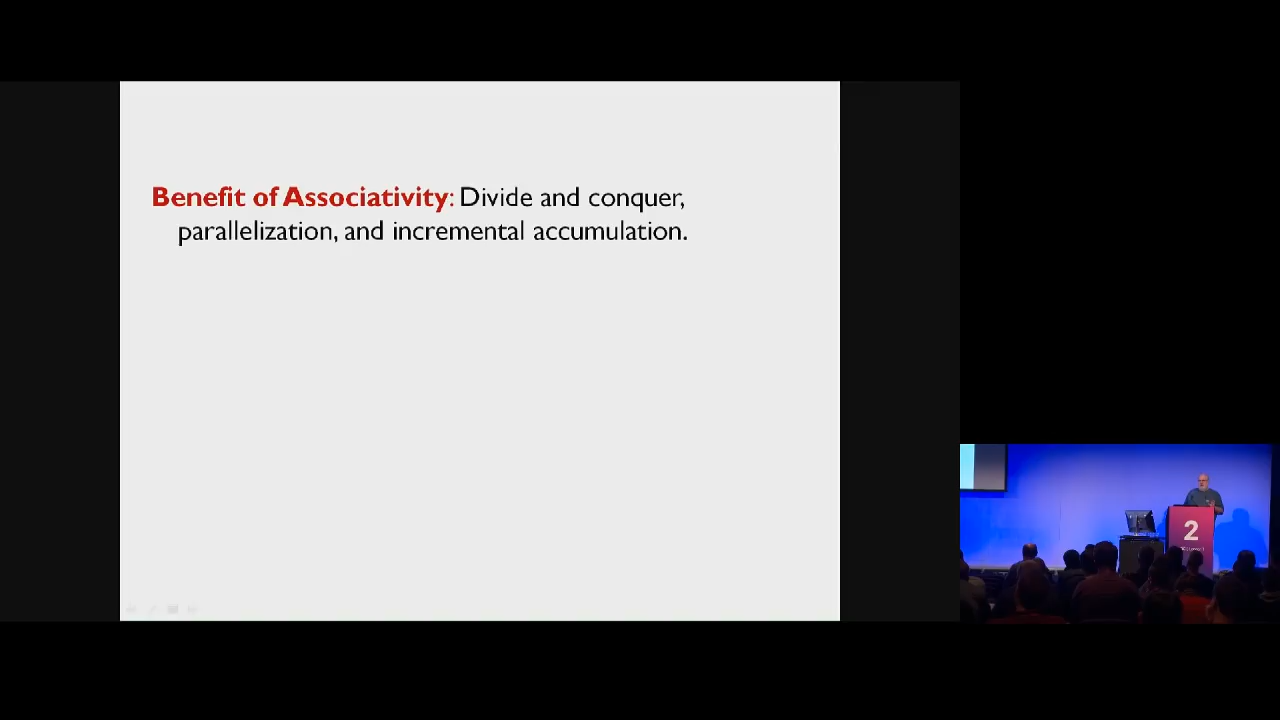 Benefit of Associativity: Divide and conquer,
parallelization, and incremental accumulation.
2